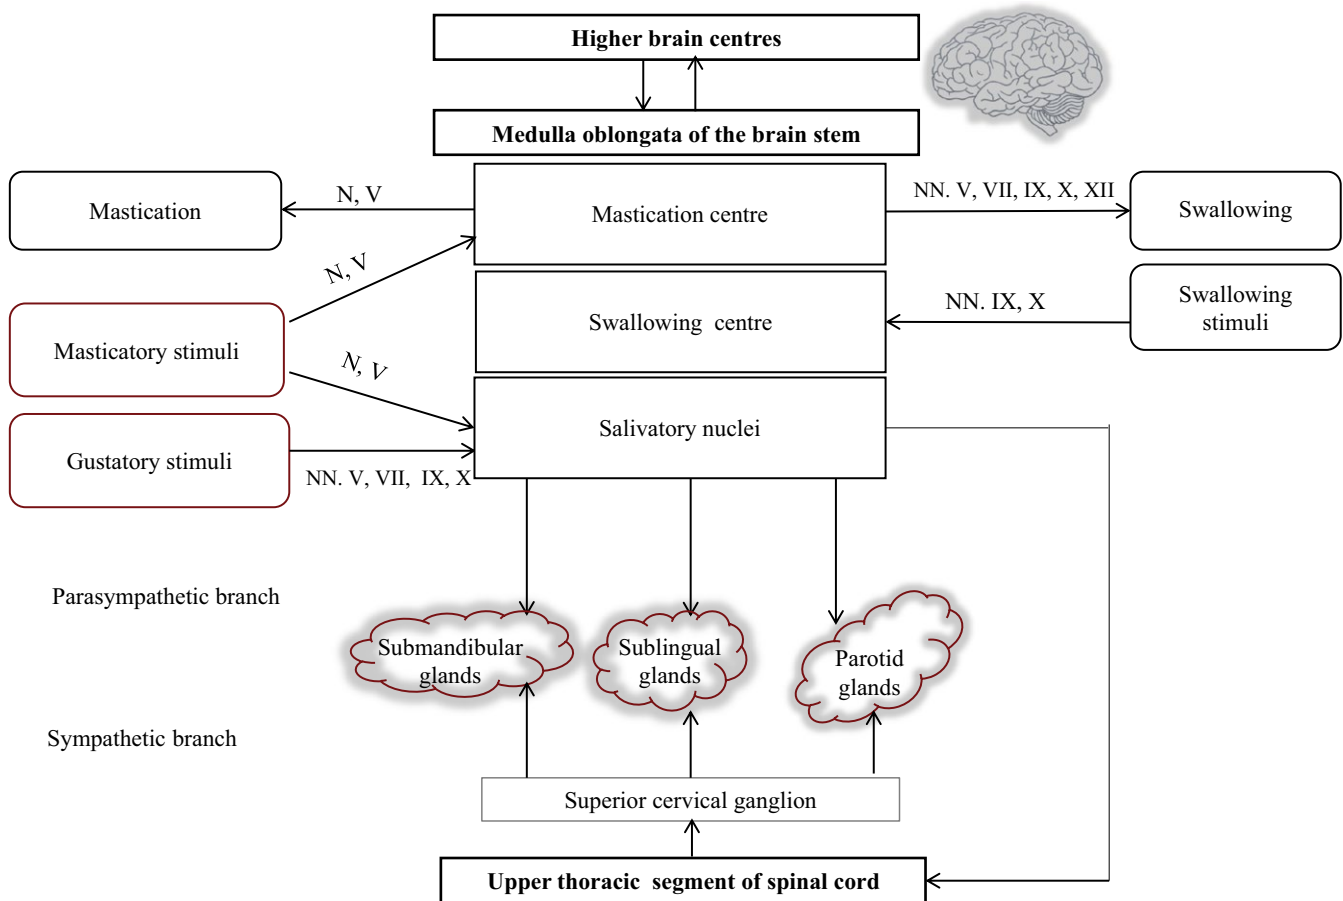 Higher brain centres
Medulla oblongata of the brain stem
Mastication
N, V
Mastication centre
NN. V, VII, IX, X, XII
Swallowing
N, V
Masticatory stimuli
N, V
Swallowing centre
NN. IX, X
Swallowing
stimuli
Gustatory stimuli
NN. V, VII, IX, X
Salivatory nuclei
Parasympathetic branch
Submandibular
glands
Sublingual
glands
Parotid
glands
Sympathetic branch
Superior cervical ganglion
Upper thoracic segment of spinal cord